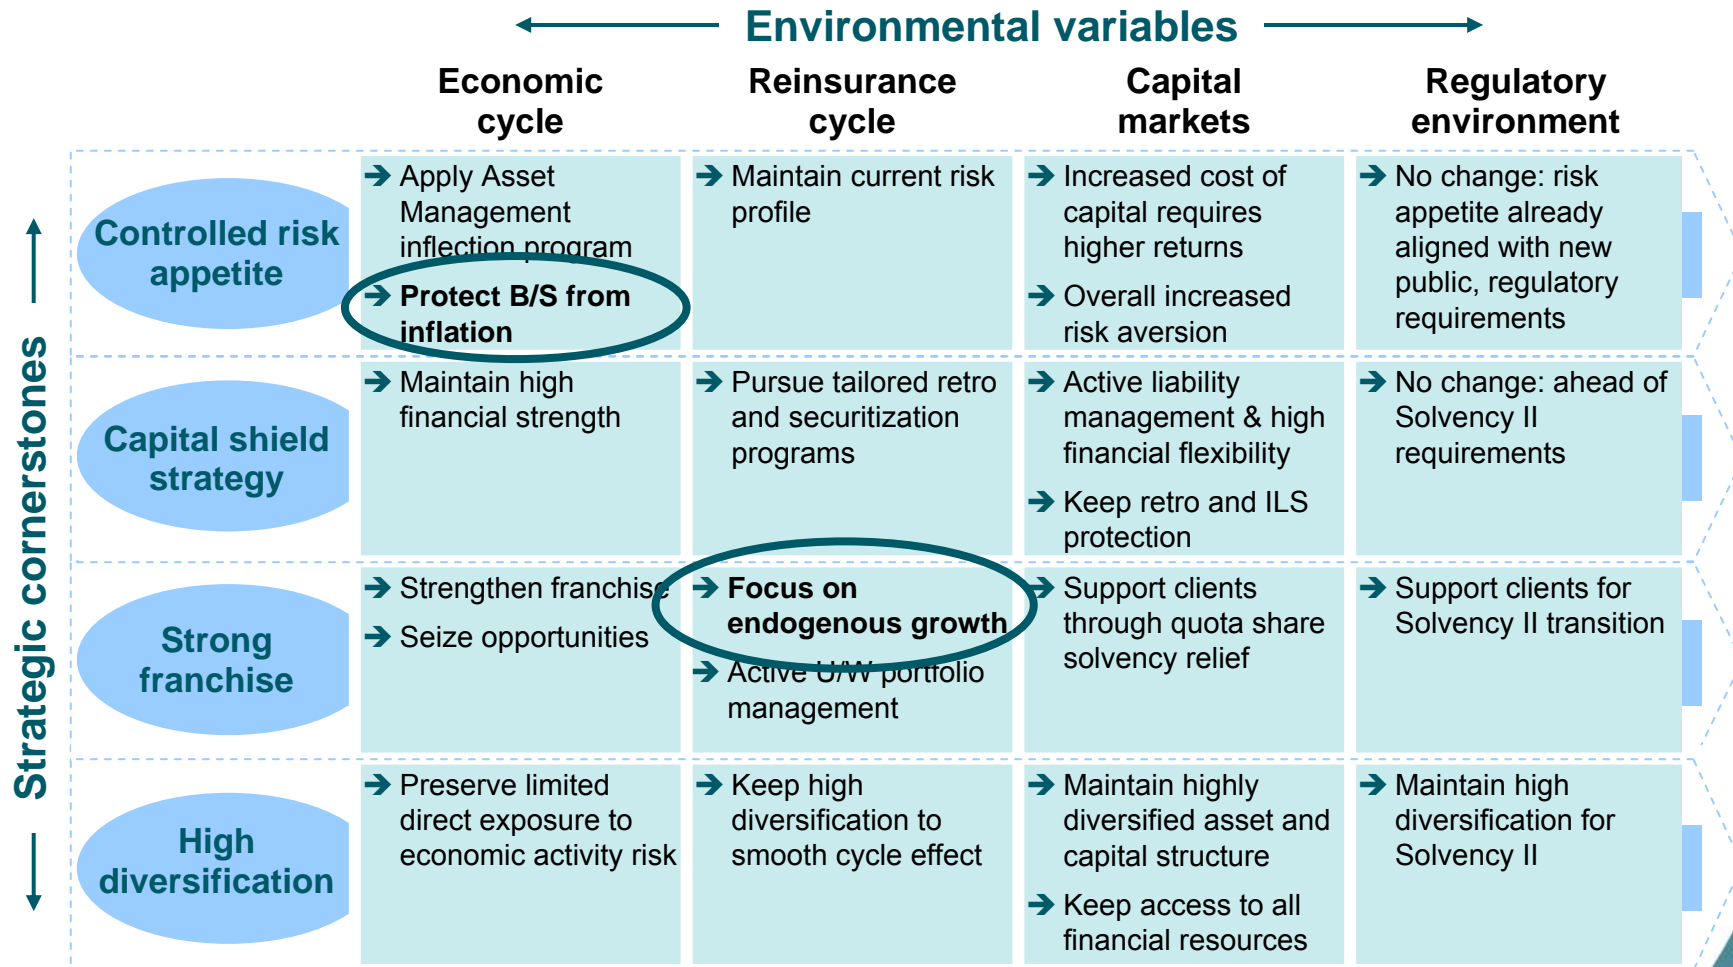 Environmental variables
Economic
cycle
Reinsurance
cycle
Capital
markets
Regulatory
environment
Strategic cornerstones
Controlled risk
appetite
➔ Apply Asset
Management
inflection program
➔ Protect B/S from
inflation
➔ Maintain current risk
profile
➔ Increased cost of
capital requires
higher returns
➔ Overall increased
risk aversion
➔ No change: risk
appetite already
aligned with new
public, regulatory
requirements
Capital shield
strategy
➔ Maintain high
financial strength
➔ Pursue tailored retro
and securitization
programs
➔ Active liability
management & high
financial flexibility
➔ Keep retro and ILS
protection
➔ No change: ahead of
Solvency II
requirements
Strong
franchise
➔ Strengthen franchise
➔ Seize opportunities
➔ Focus on
endogenous growth
➔ Active U/W portfolio
management
➔ Support clients
through quota share
solvency relief
➔ Support clients for
Solvency II transition
High
diversification
➔ Preserve limited
direct exposure to
economic activity risk
➔ Keep high
diversification to
smooth cycle effect
➔ Maintain highly
diversified asset and
capital structure
➔ Keep access to all
financial resources
➔ Maintain high
diversification for
Solvency II